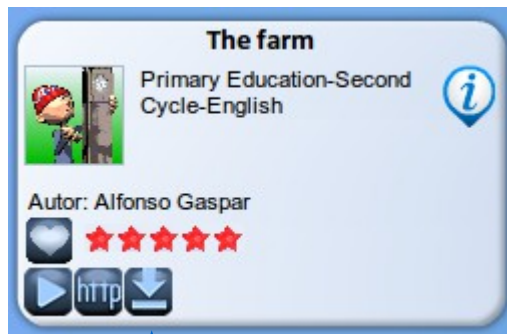 The farm
Primary Education-Second
Cycle-English
i
Autor: Alfonso Gaspar
http